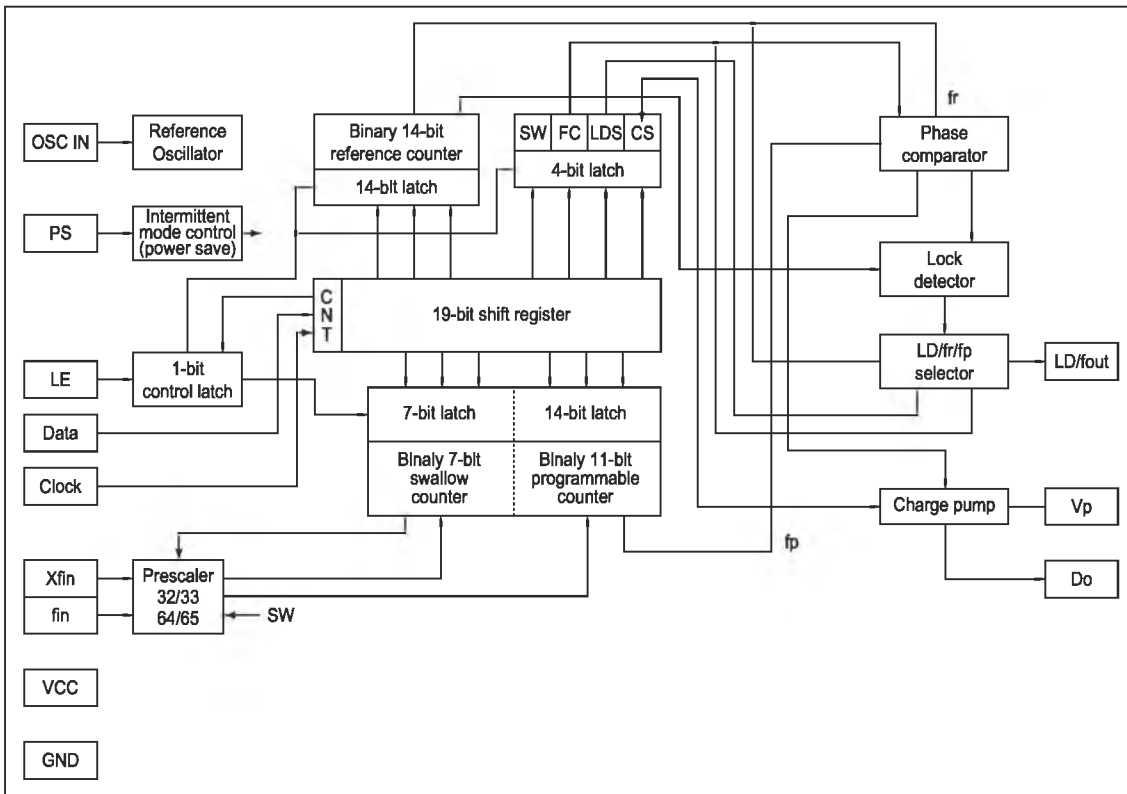 fr
OSC IN
Reference
Oscillator
Binary 14-bit
reference counter
14-bit latch
SW FC LDS CS
4-bit latch
Phase
comparator
PS
Intermittent
mode control
(power save)
Lock
detector
C
N
T
19-bit shift register
LE
1-bit
control latch
LD/fr/fp
selector
LD/fout
7-bit latch
14-bit latch
Data
Clock
Binaly 7-bit
swallow
counter
Binaly 11-bit
programmable
counter
Charge pump
Vp
fp
Xfin
fin
Prescaler
32/33
64/65
SW
Do
VCC
GND